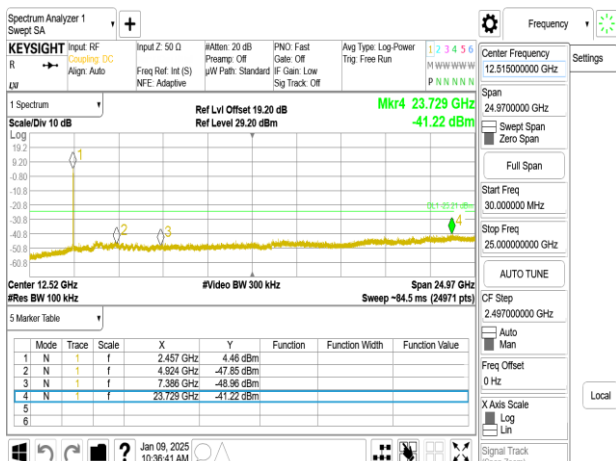 Spectrum Analyzer 1
Swept SA
Frequency
KEYSIGHT
Input: RF
Coupling: DC
Align: Auto
Input Z: 50 Ω
Freq Ref: Int (S)
NFE: Adaptive
#Atten: 20 dB
Preamp: Off
µW Path: Standard
PNO: Fast
Gate: Off
IF Gain: Low
Sig Track: Off
Avg Type: Log-Power
Trig: Free Run
1 2 3 4 5 6
M W W W W W
P N N N N N
R
LXI
Center Frequency
12.515000000 GHz
Settings
Span
24.9700000 GHz
Swept Span
Zero Span
Full Span
Start Freq
30.000000 MHz
Stop Freq
25.000000000 GHz
AUTO TUNE
CF Step
2.497000000 GHz
Auto
Man
Freq Offset
0 Hz
X Axis Scale
Log
Lin
Local
Signal Track
1 Spectrum
Scale/Div 10 dB
Log
Ref Lvl Offset 19.20 dB
Ref Level 29.20 dBm
Mkr4 23.729 GHz
-41.22 dBm
19.2
9.20
-0.80
-10.8
-20.8
-30.8
-40.8
-50.8
-60.8
1
2
3
4
Center 12.52 GHz
#Res BW 100 kHz
#Video BW 300 kHz
Span 24.97 GHz
Sweep ~84.5 ms (24971 pts)
5 Marker Table
Mode Trace Scale X Y Function Function Width Function Value
1 N 1 f 2.457 GHz 4.46 dBm
2 N 1 f 4.924 GHz -47.85 dBm
3 N 1 f 7.386 GHz -48.96 dBm
4 N 1 f 23.729 GHz -41.22 dBm
5
6
Jan 09, 2025
10:36:41 AM